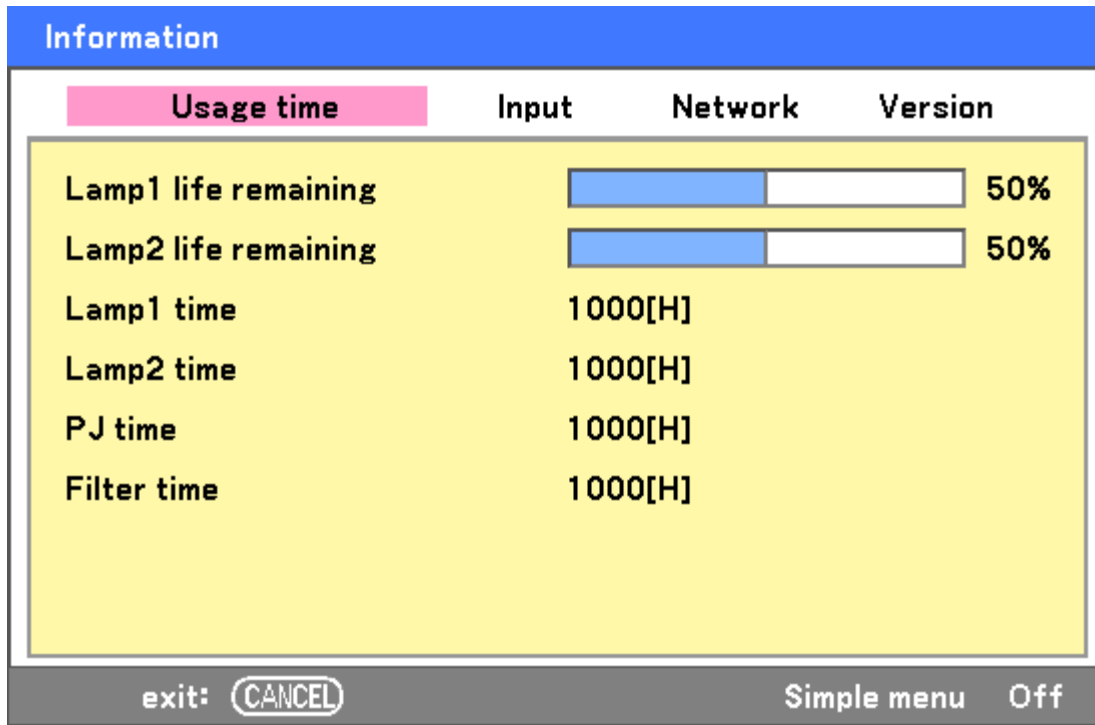 Information
Usage time Input Network Version
Lamp1 life remaining 50%
Lamp2 life remaining 50%
Lamp1 time 1000[H]
Lamp2 time 1000[H]
PJ time 1000[H]
Filter time 1000[H]
exit: CANCEL Simple menu Off